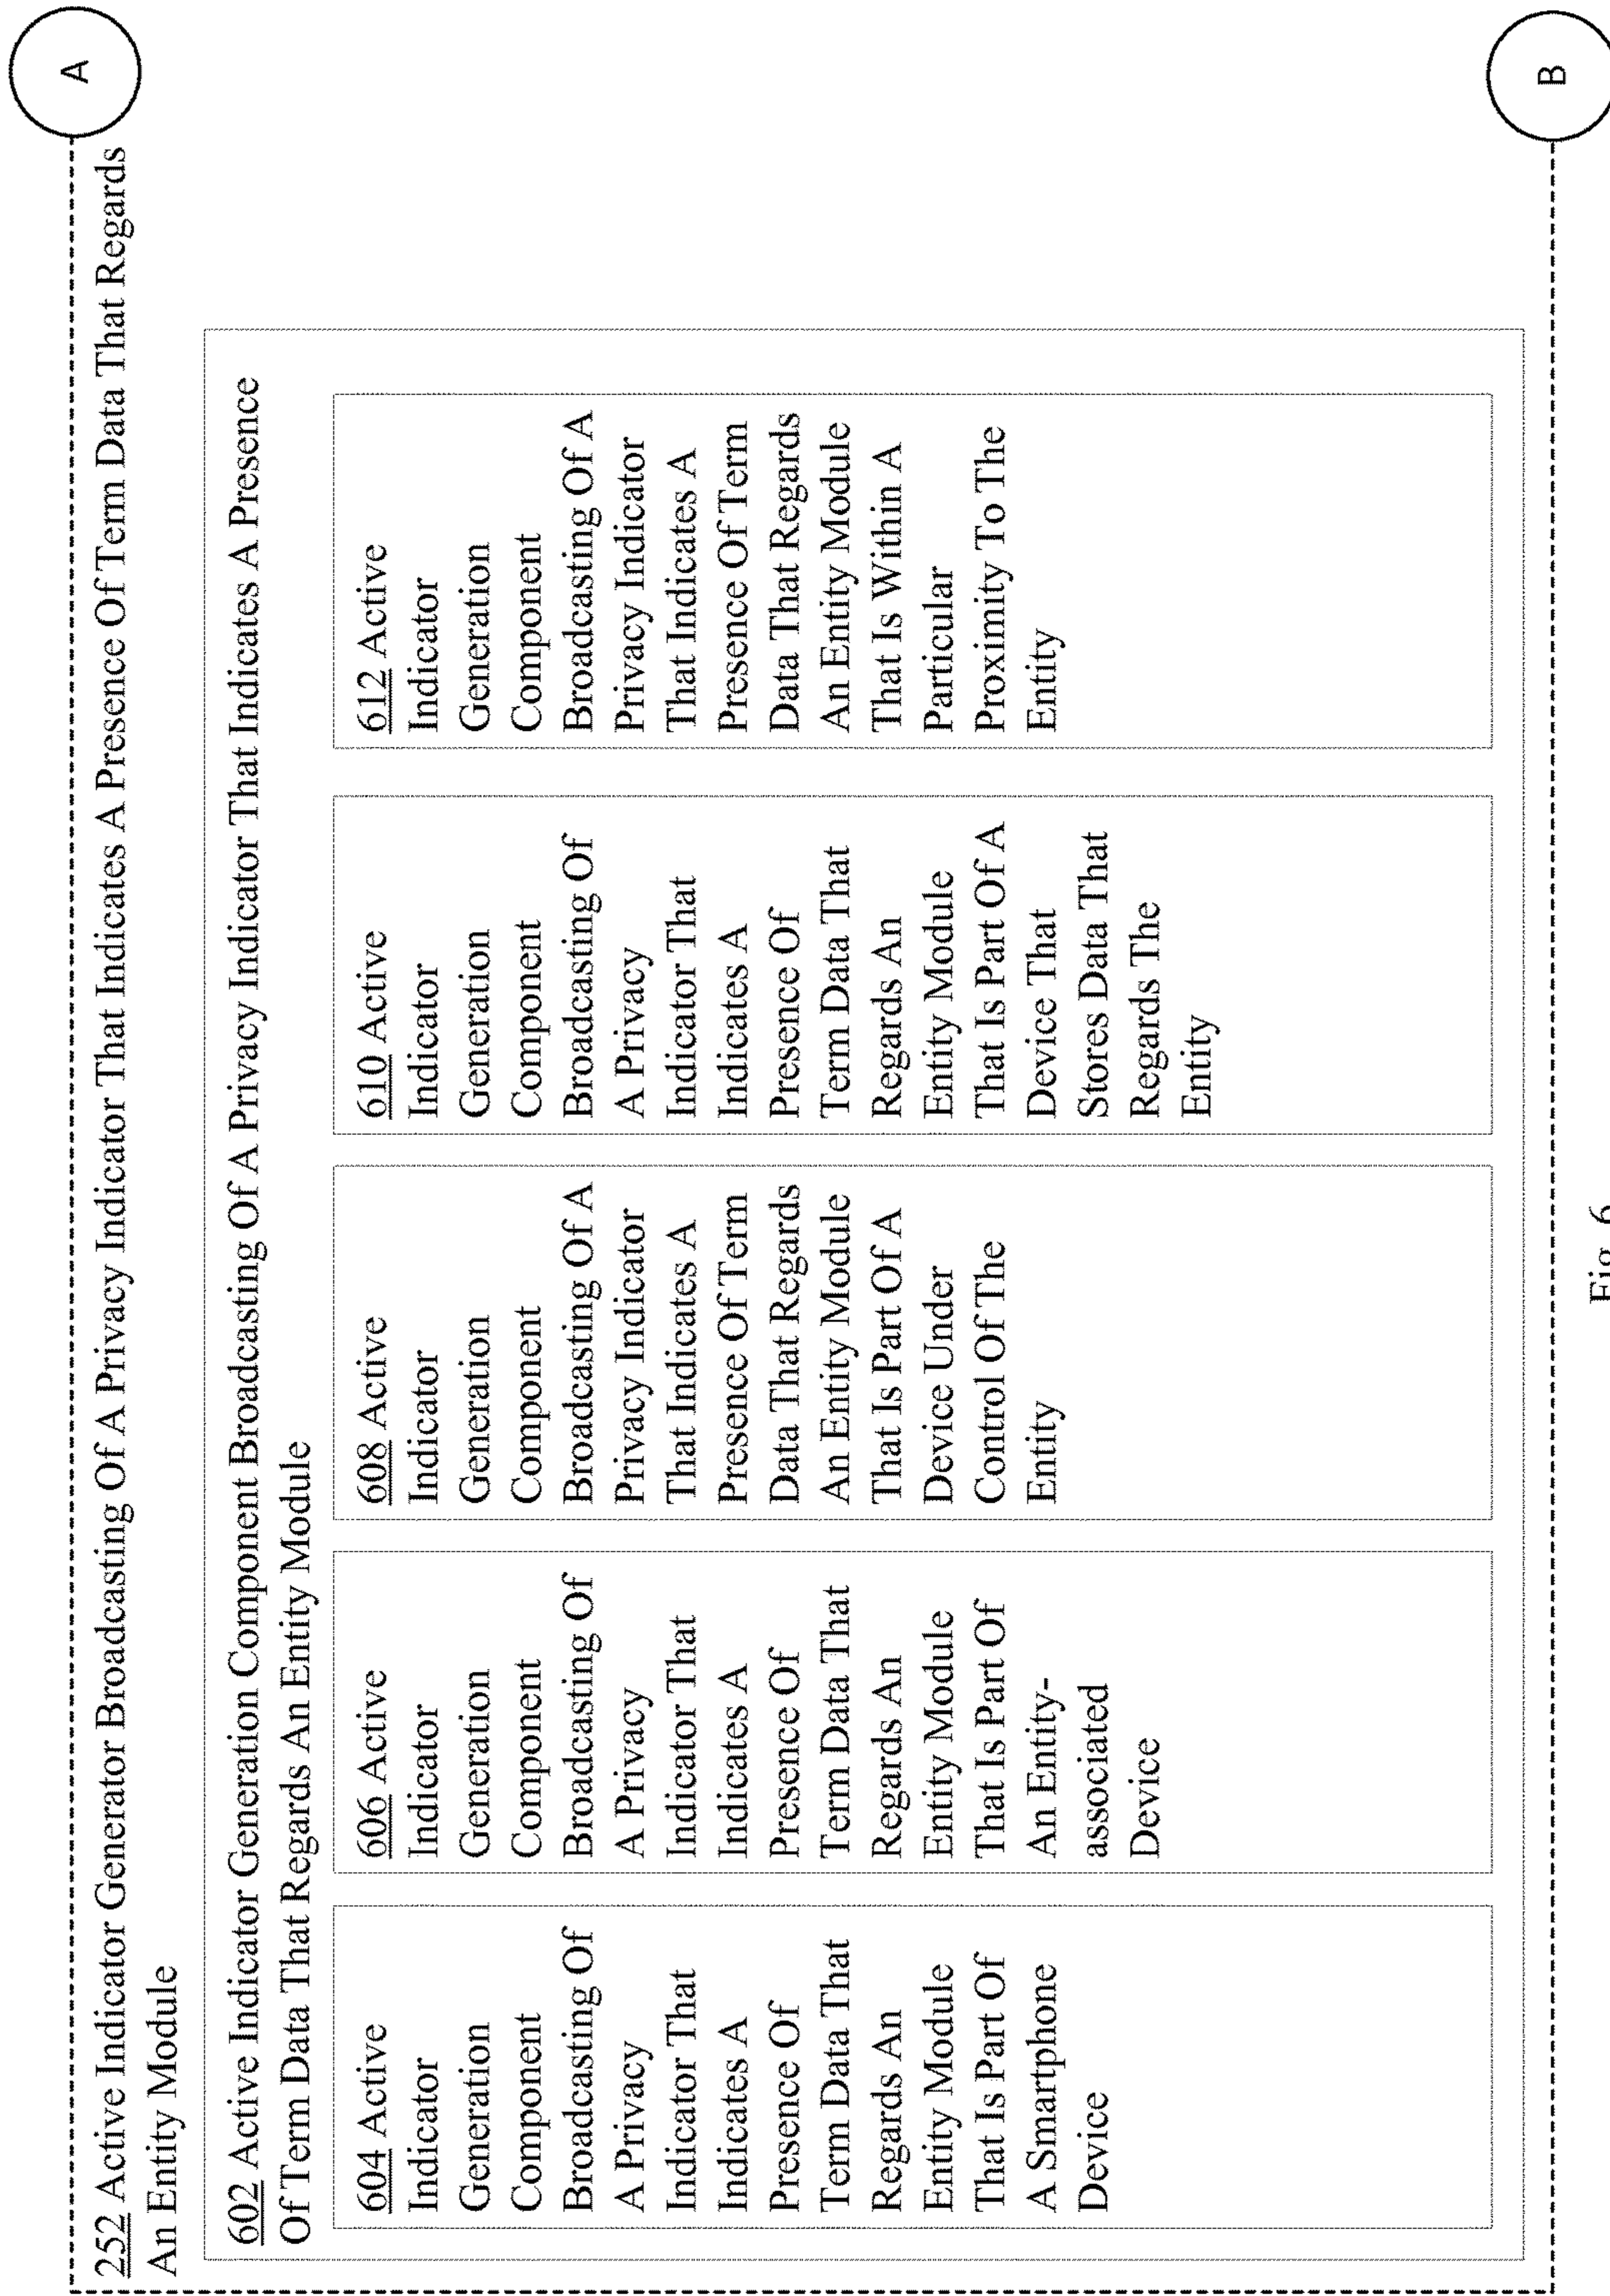 A
252 Active Indicator Generator Broadcasting Of A Privacy Indicator That Indicates A Presence Of Term Data That Regards
An Entity Module
602 Active Indicator Generation Component Broadcasting Of A Privacy Indicator That Indicates A Presence
Of Term Data That Regards An Entity Module
604 Active
Indicator
Generation
Component
Broadcasting Of
A Privacy
Indicator That
Indicates A
Presence Of
Term Data That
Regards An
Entity Module
That Is Part Of
A Smartphone
Device
606 Active
Indicator
Generation
Component
Broadcasting Of
A Privacy
Indicator That
Indicates A
Presence Of
Term Data That
Regards An
Entity Module
That Is Part Of
An Entity-
associated
Device
608 Active
Indicator
Generation
Component
Broadcasting Of A
Privacy Indicator
That Indicates A
Presence Of Term
Data That Regards
An Entity Module
That Is Part Of A
Device Under
Control Of The
Entity
610 Active
Indicator
Generation
Component
Broadcasting Of
A Privacy
Indicator That
Indicates A
Presence Of
Term Data That
Regards An
Entity Module
That Is Part Of A
Device That
Stores Data That
Regards The
Entity
612 Active
Indicator
Generation
Component
Broadcasting Of A
Privacy Indicator
That Indicates A
Presence Of Term
Data That Regards
An Entity Module
That Is Within A
Particular
Proximity To The
Entity
B
Fig. 6